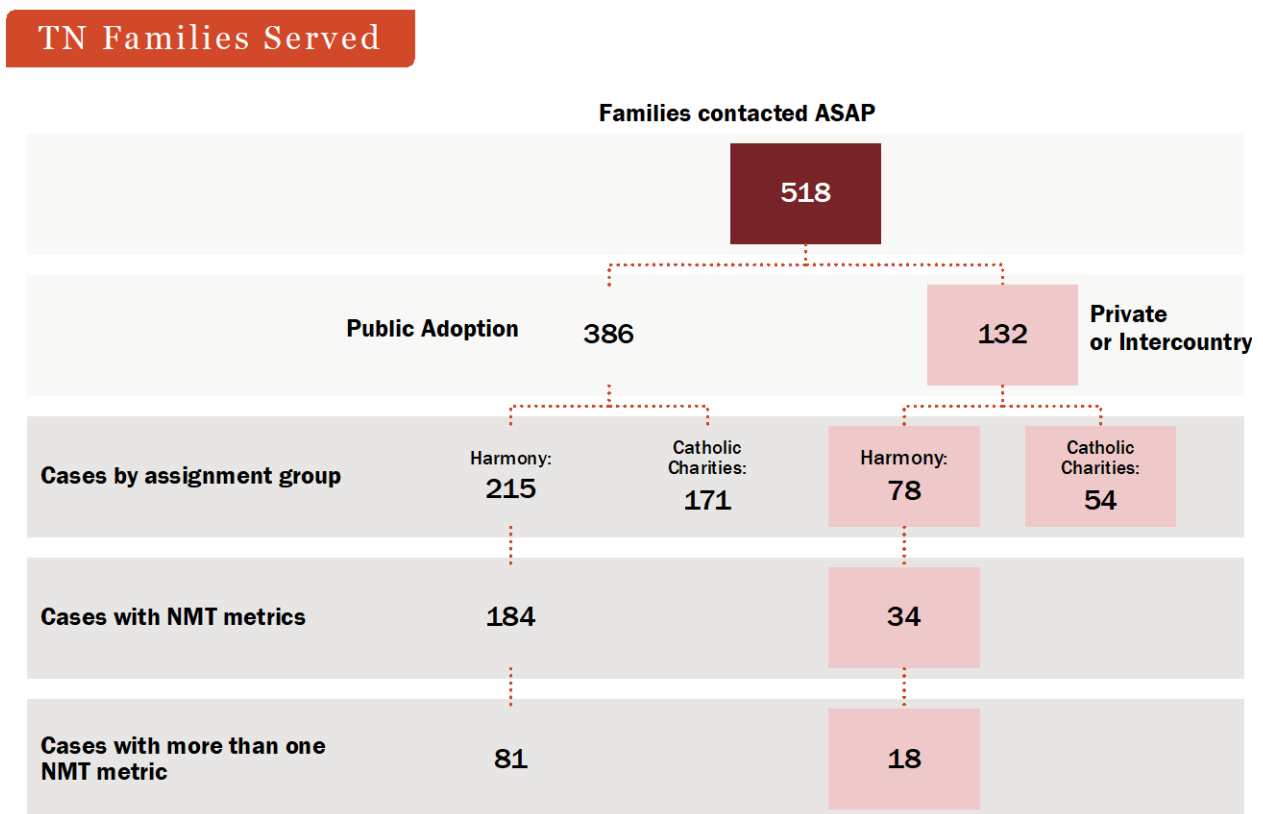 TN Families Served
Families contacted ASAP
518
Public Adoption
386
132
Private
or Intercountry
Cases by assignment group
Harmony:
215
Catholic
Charities:
171
Harmony:
78
Catholic
Charities:
54
Cases with NMT metrics
184
34
Cases with more than one
NMT metric
81
18